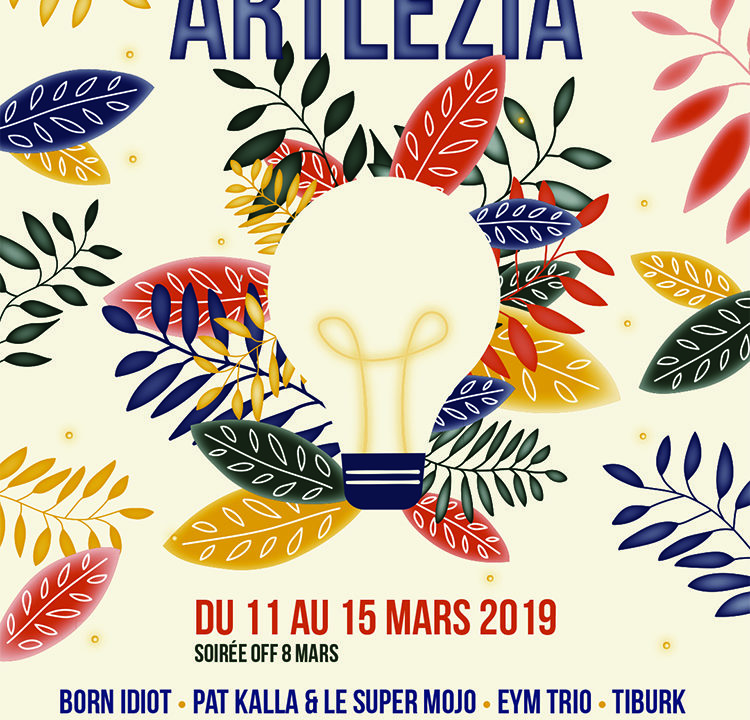 ARTLEZIA
DU 11 AU 15 MARS 2019
SOIRÉE OFF 8 MARS
BORN IDIOT • PAT KALLA & LE SUPER MOJO • EYM TRIO • TIBURK